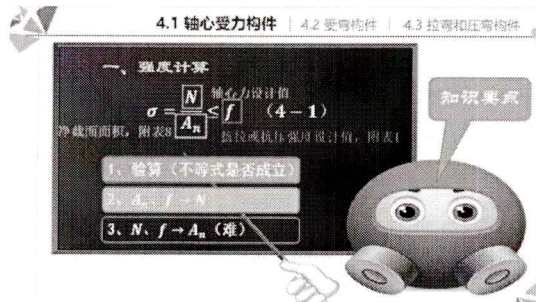 4.1 轴心受力构件 | 4.2 受弯构件 | 4.3 拉弯和压弯构件
一、强度计算
轴心力设计值
σ = N / Aₙ ≤ f （4－1）
净截面面积，附表8
抗拉或抗压强度设计值，附表1
知识要点
1、验算（不等式是否成立）
2、Aₙ、f → N
3、N、f → Aₙ（难）